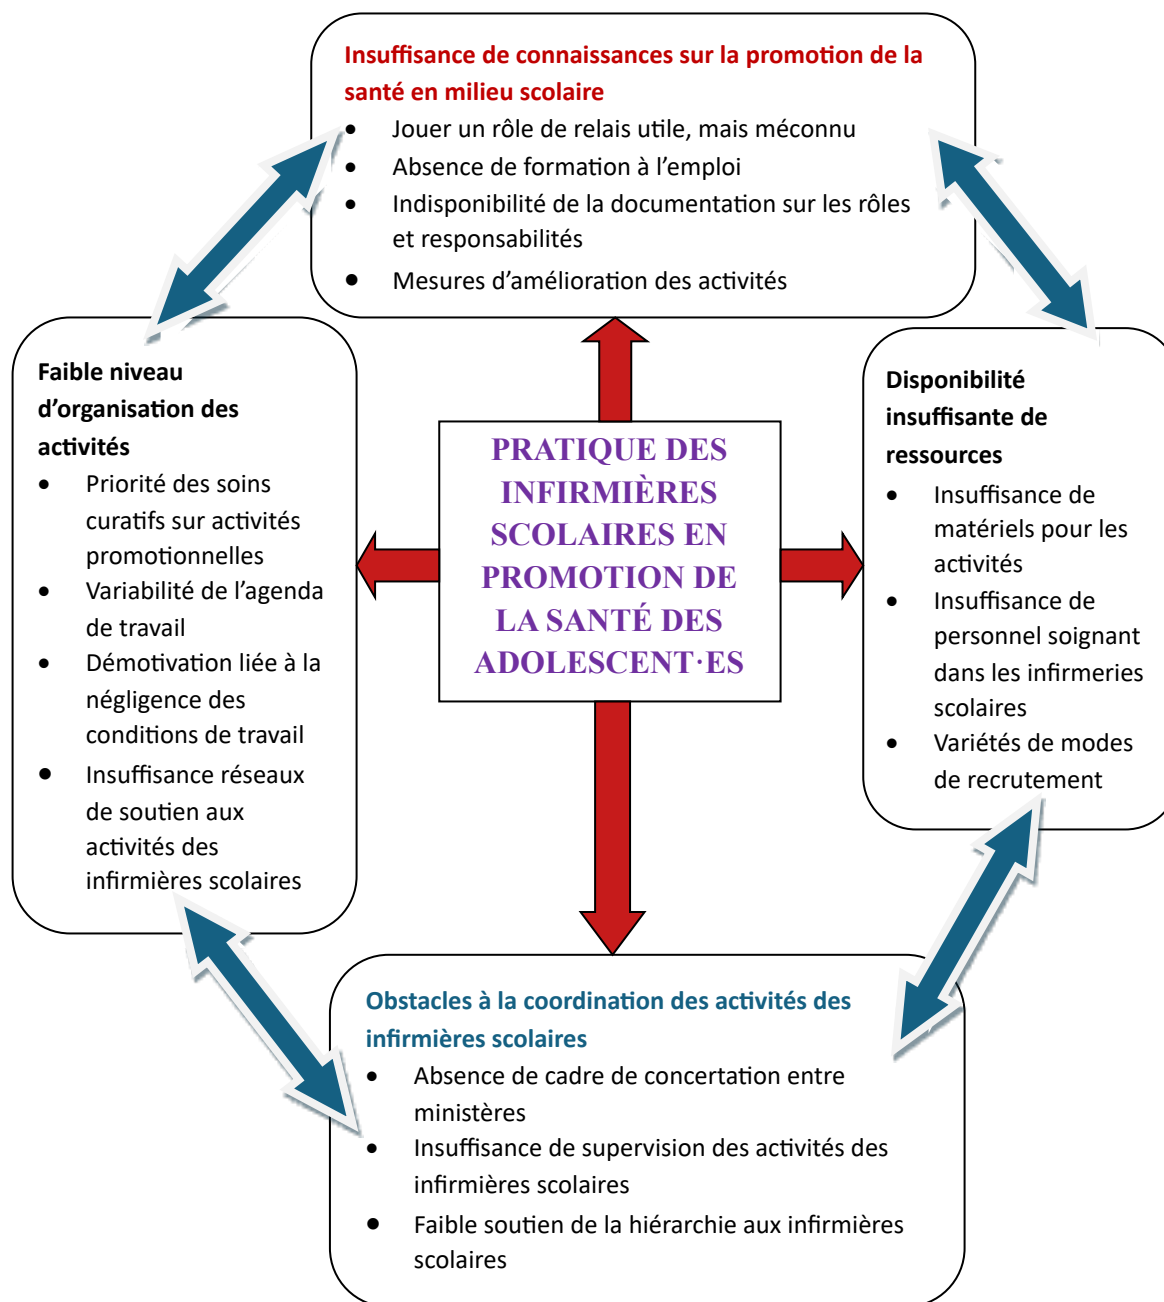 Insuffisance de connaissances sur la promotion de la
santé en milieu scolaire
• Jouer un rôle de relais utile, mais méconnu
• Absence de formation à l’emploi
• Indisponibilité de la documentation sur les rôles
et responsabilités
• Mesures d’amélioration des activités
Faible niveau
d’organisation des
activités
• Priorité des soins
curatifs sur activités
promotionnelles
• Variabilité de l’agenda
de travail
• Démotivation liée à la
négligence des
conditions de travail
• Insuffisance réseaux
de soutien aux
activités des
infirmières scolaires
PRATIQUE DES
INFIRMIÈRES
SCOLAIRES EN
PROMOTION DE
LA SANTÉ DES
ADOLESCENT·ES
Disponibilité
insuffisante de
ressources
• Insuffisance de
matériels pour les
activités
• Insuffisance de
personnel soignant
dans les infirmeries
scolaires
• Variétés de modes
de recrutement
Obstacles à la coordination des activités des
infirmières scolaires
• Absence de cadre de concertation entre
ministères
• Insuffisance de supervision des activités des
infirmières scolaires
• Faible soutien de la hiérarchie aux infirmières
scolaires